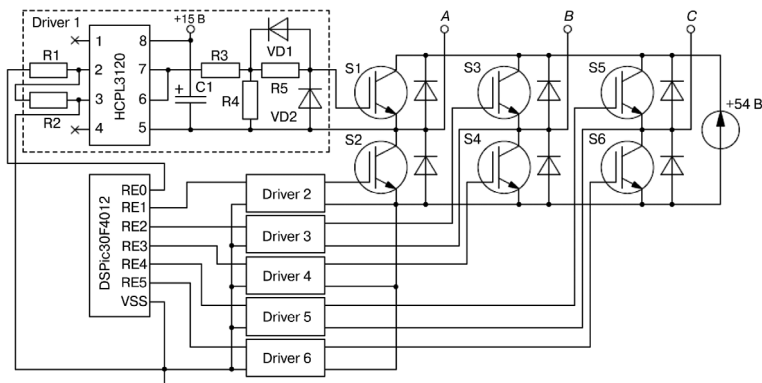 Driver 1
+15 В
A
B
C
1
8
R1
2
7
R3
VD1
S1
S3
S5
HCPL3120
+
C1
R4
R5
3
6
VD2
+54 В
R2
4
5
S2
S4
S6
DSPic30F4012
RE0
RE1
RE2
RE3
RE4
RE5
VSS
Driver 2
Driver 3
Driver 4
Driver 5
Driver 6